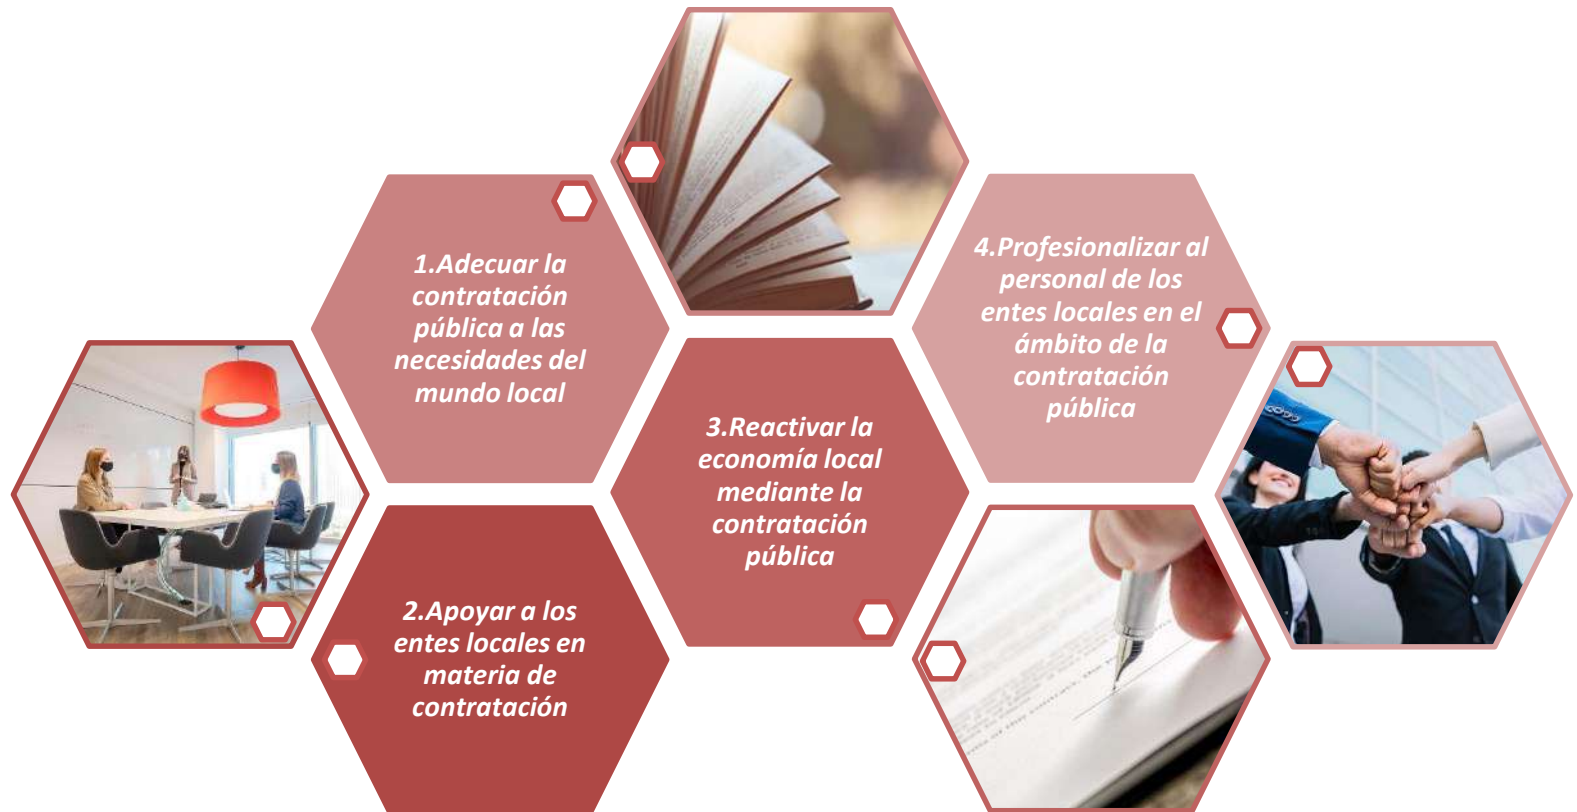 1.Adecuar la
contratación
pública a las
necesidades del
mundo local
2.Apoyar a los
entes locales en
materia de
contratación
3.Reactivar la
economía local
mediante la
contratación
pública
4.Profesionalizar al
personal de los
entes locales en el
ámbito de la
contratación
pública